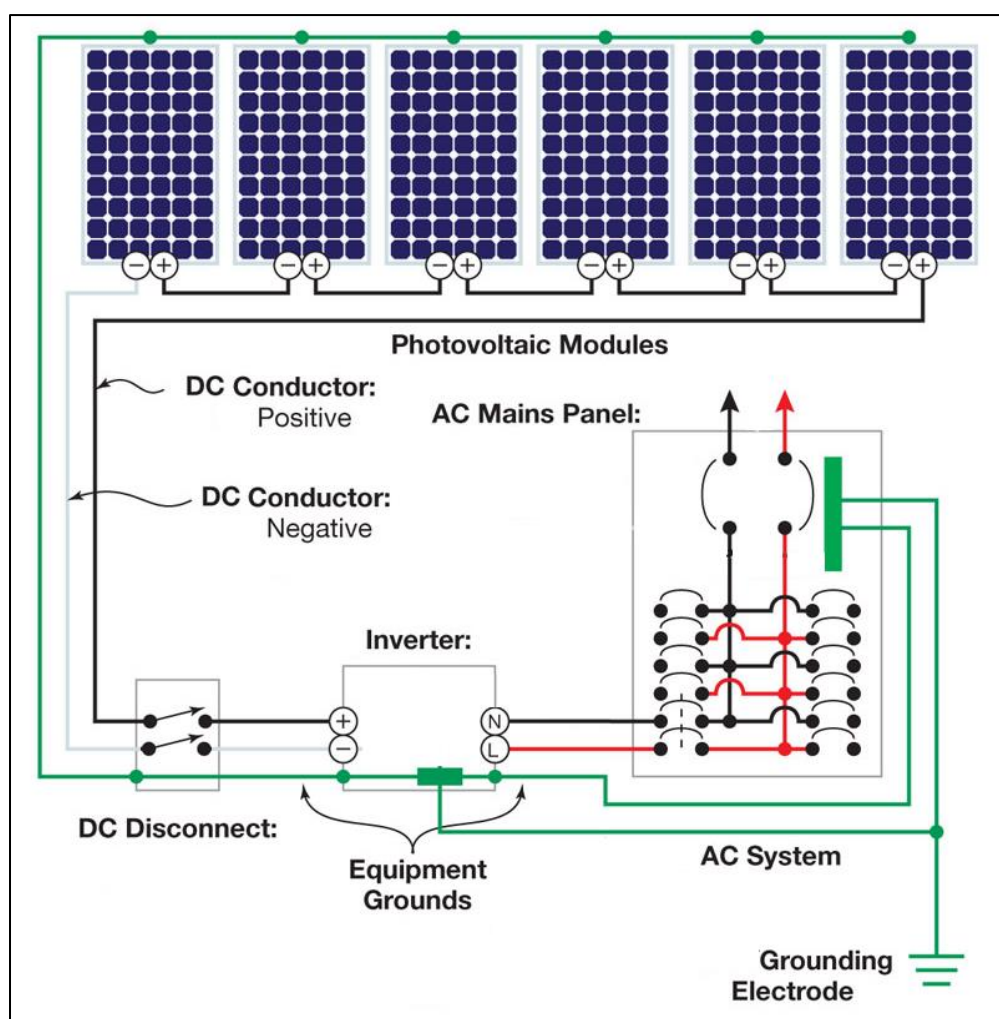 − + − + − + − + − + − +
Photovoltaic Modules
DC Conductor:
Positive
AC Mains Panel:
DC Conductor:
Negative
Inverter:
+ N
− L
DC Disconnect:
Equipment
Grounds
AC System
Grounding
Electrode